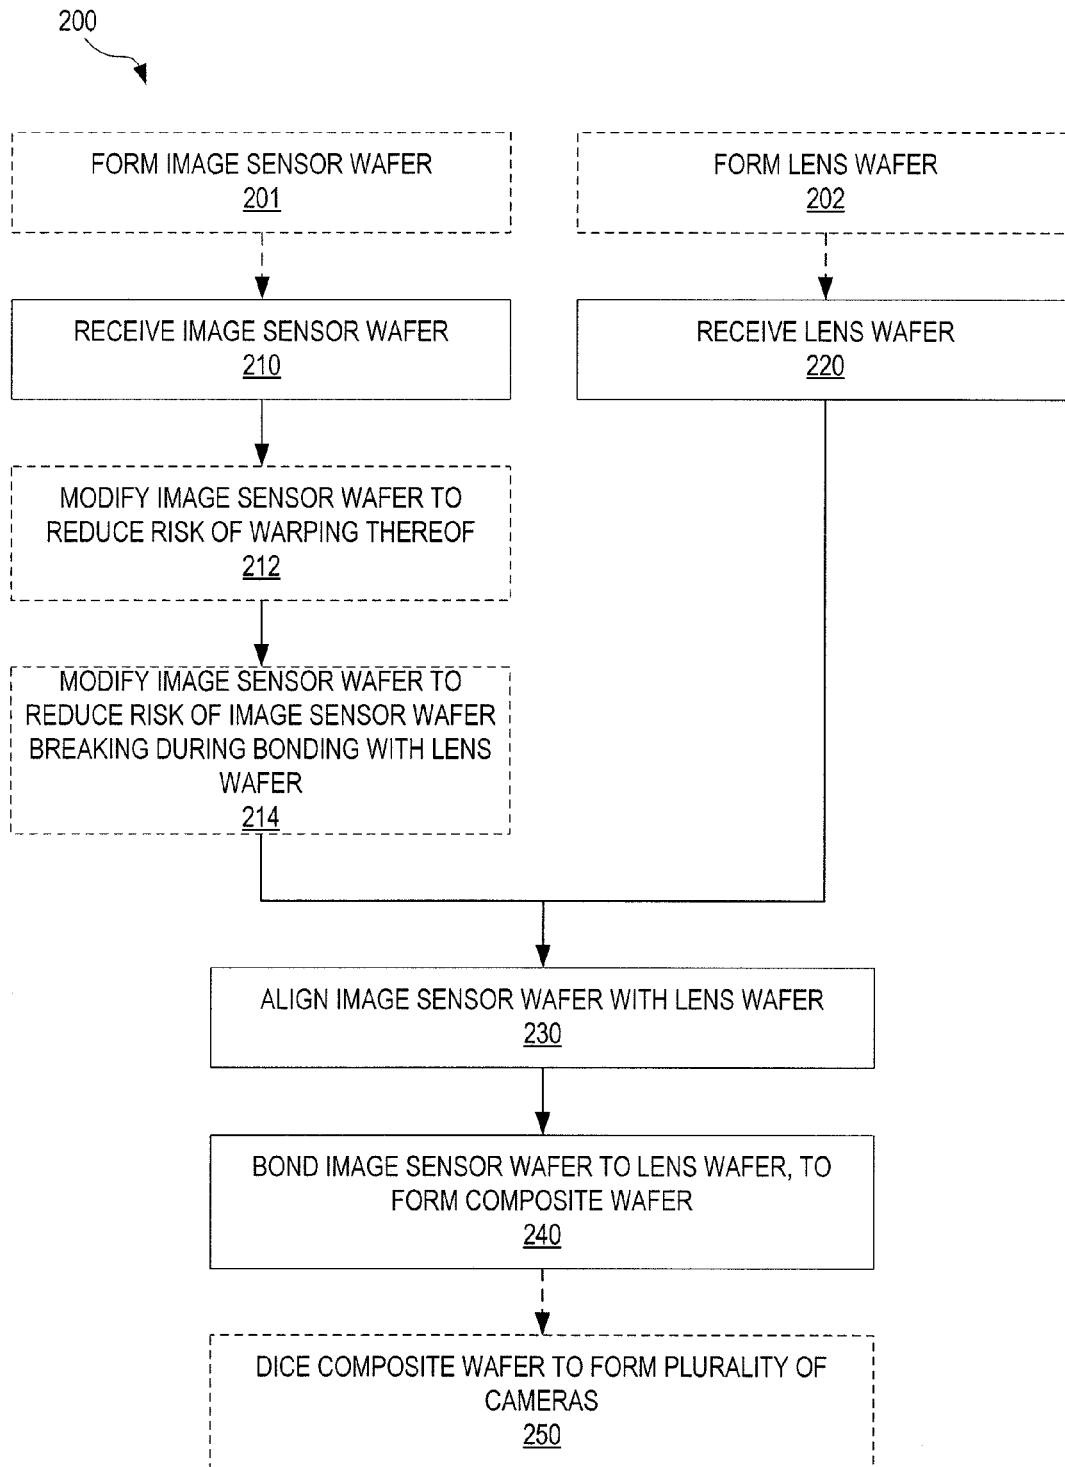 200
FORM IMAGE SENSOR WAFER
201
FORM LENS WAFER
202
RECEIVE IMAGE SENSOR WAFER
210
RECEIVE LENS WAFER
220
MODIFY IMAGE SENSOR WAFER TO
REDUCE RISK OF WARPING THEREOF
212
MODIFY IMAGE SENSOR WAFER TO
REDUCE RISK OF IMAGE SENSOR WAFER
BREAKING DURING BONDING WITH LENS
WAFER
214
ALIGN IMAGE SENSOR WAFER WITH LENS WAFER
230
BOND IMAGE SENSOR WAFER TO LENS WAFER, TO
FORM COMPOSITE WAFER
240
DICE COMPOSITE WAFER TO FORM PLURALITY OF
CAMERAS
250